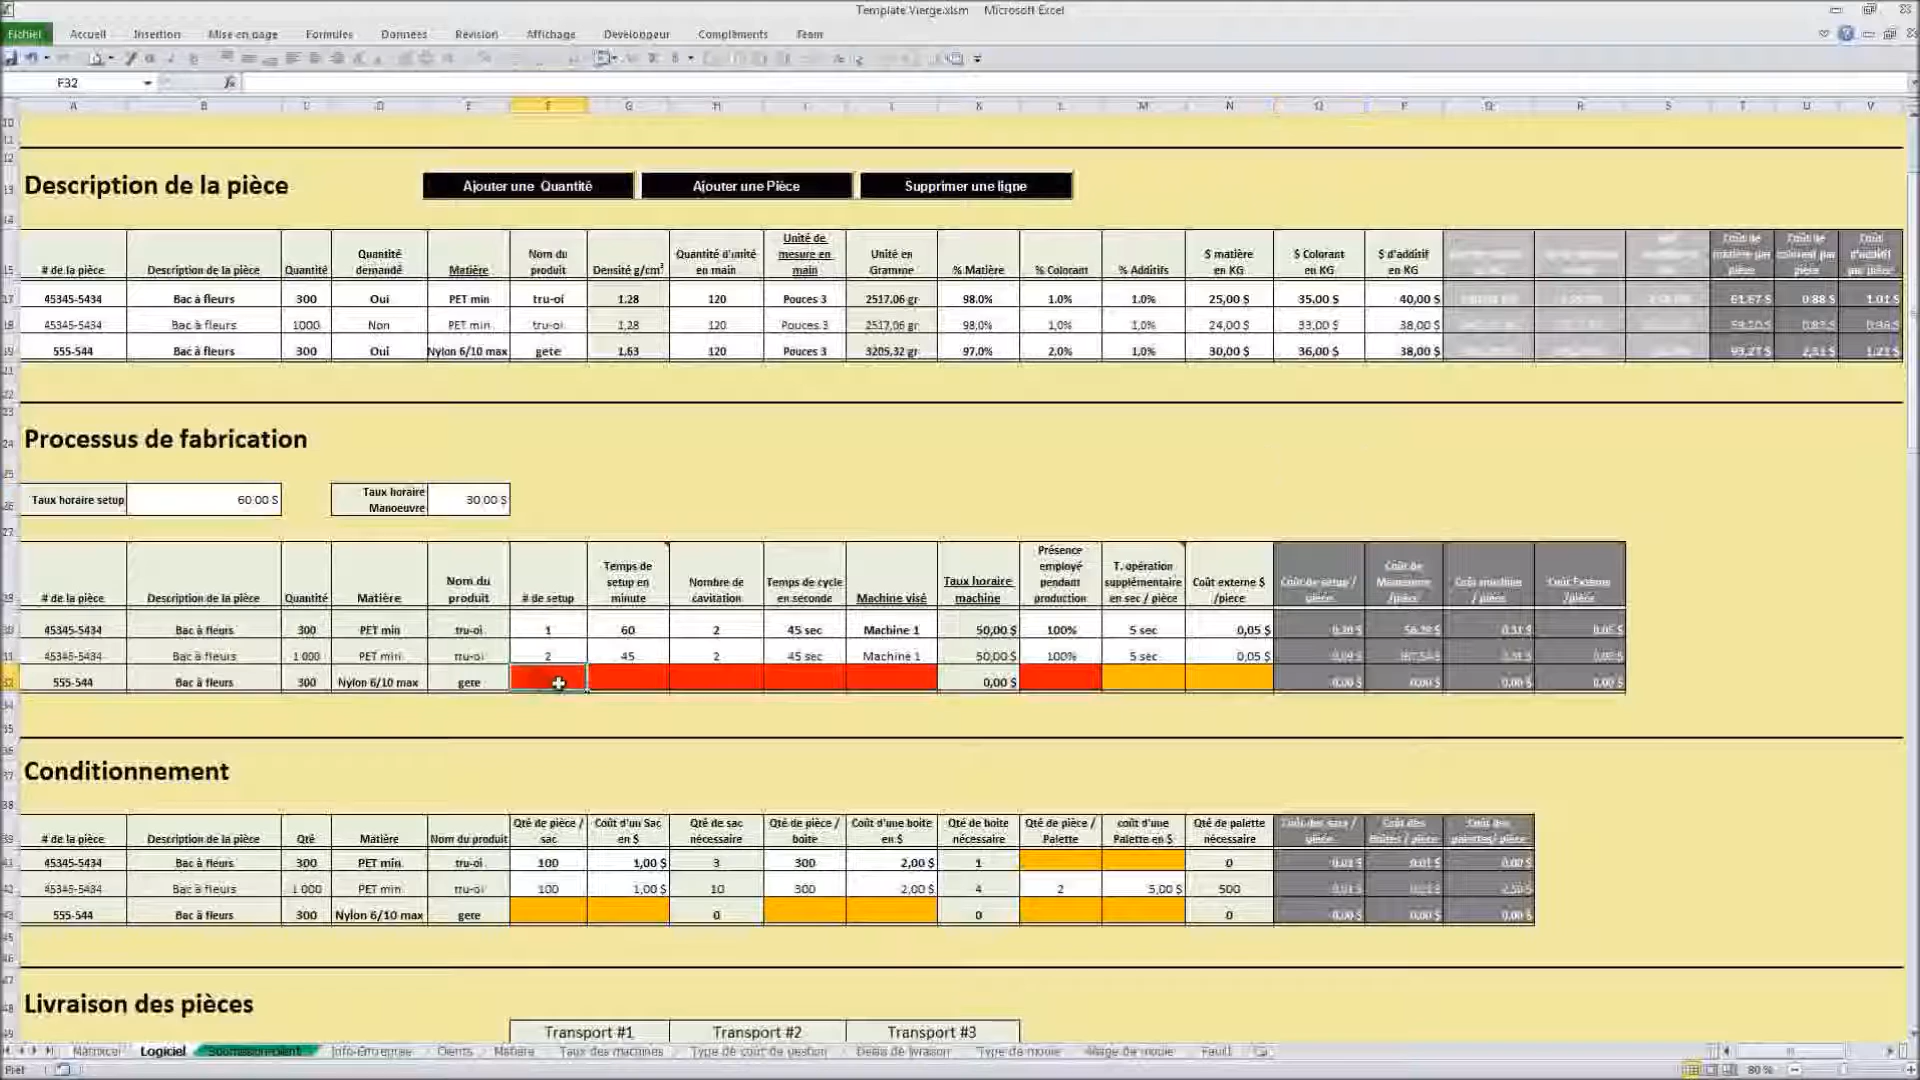 Template Vierge.xlsm  Microsoft Excel
Fichier Accueil Insertion Mise en page Formules Données Révision Affichage Développeur Compléments Team
F32 fx
A B D E F G H K L M N R S T U V
Description de la pièce
Ajouter une Quantité Ajouter une Pièce Supprimer une ligne
# de la pièce Description de la pièce Quantité Quantité demandé Matière Nom du produit Densité g/cm³ Quantité d'unité en main Unité de mesure en main Unité en Gramme % Matière % Colorant % Additifs $ matière en KG $ Colorant en KG $ d'additif en KG
45345-5434 Bac à fleurs 300 Oui PET min tru-oi 1,28 120 Pouces 3 2517,06 gr 98,0% 1,0% 1,0% 25,00 $ 35,00 $ 40,00 $ 61,67 $ 0,88 $ 1,01 $
45345-5434 Bac à fleurs 1000 Non PET min tru-oi 1,28 120 Pouces 3 2517,06 gr 98,0% 1,0% 1,0% 24,00 $ 33,00 $ 38,00 $
555-544 Bac à fleurs 300 Oui Nylon 6/10 max gete 1,63 120 Pouces 3 3205,32 gr 97,0% 2,0% 1,0% 30,00 $ 36,00 $ 38,00 $
Processus de fabrication
Taux horaire setup 60,00 $ Taux horaire Manoeuvre 30,00 $
# de la pièce Description de la pièce Quantité Matière Nom du produit # de setup Temps de setup en minute Nombre de cavitation Temps de cycle en seconde Machine visé Taux horaire machine Présence employé pendant production T. opération supplémentaire en sec / pièce Coût externe $ /piece
45345-5434 Bac à fleurs 300 PET min tru-oi 1 60 2 45 sec Machine 1 50,00 $ 100% 5 sec 0,05 $
45345-5434 Bac à fleurs 1 000 PET min tru-oi 2 45 2 45 sec Machine 1 50,00 $ 100% 5 sec 0,05 $
555-544 Bac à fleurs 300 Nylon 6/10 max gete 0,00 $ 0,00 $ 0,00 $ 0,00 $ 0,00 $
Conditionnement
# de la pièce Description de la pièce Qté Matière Nom du produit Qté de pièce / sac Coût d'un Sac en $ Qté de sac nécessaire Qté de pièce / boite Coût d'une boite en $ Qté de boite nécessaire Qté de pièce / Palette coût d'une Palette en $ Qté de palette nécessaire
45345-5434 Bac à fleurs 300 PET min tru-oi 100 1,00 $ 3 300 2,00 $ 1 0 0,01 $ 0,01 $ 0,00 $
45345-5434 Bac à fleurs 1 000 PET min tru-oi 100 1,00 $ 10 300 2,00 $ 4 2 5,00 $ 500
555-544 Bac à fleurs 300 Nylon 6/10 max gete 0 0 0 0,00 $ 0,00 $ 0,00 $
Livraison des pièces
Transport #1 Transport #2 Transport #3
Logiciel Soumission client Info-Entreprise Clients Matière Taux des machines Type de coût de gestion Délais de livraison Type de moule Usage de moule Feuil1
Prêt 80 %